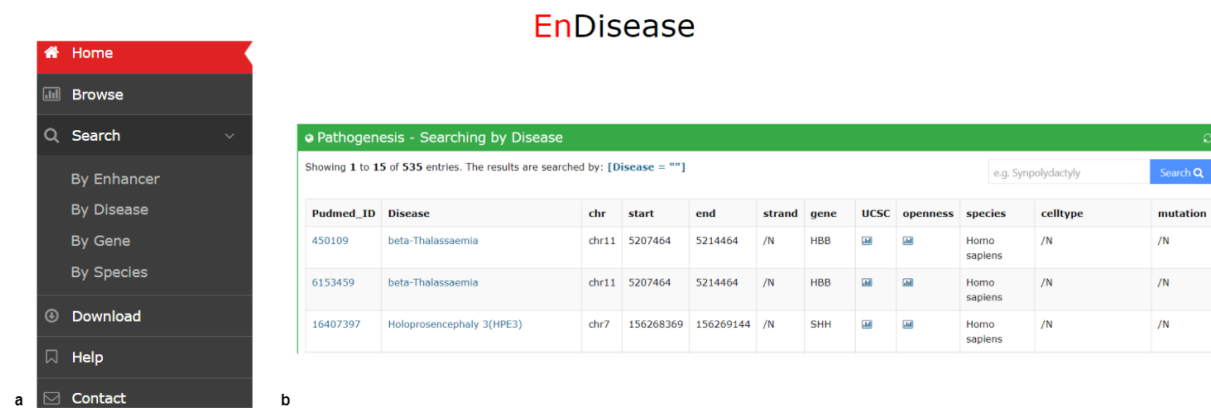 EnDisease
Home
Browse
Search
By Enhancer
By Disease
By Gene
By Species
Download
Help
Contact
a
Pathogenesis - Searching by Disease
Showing 1 to 15 of 535 entries. The results are searched by: [Disease = ""]
e.g. Synpolydactyly
Search
Pudmed_ID Disease chr start end strand gene UCSC openness species celltype mutation
450109 beta-Thalassaemia chr11 5207464 5214464 /N HBB Homo sapiens /N /N
6153459 beta-Thalassaemia chr11 5207464 5214464 /N HBB Homo sapiens /N /N
16407397 Holoprosencephaly 3(HPE3) chr7 156268369 156269144 /N SHH Homo sapiens /N /N
b